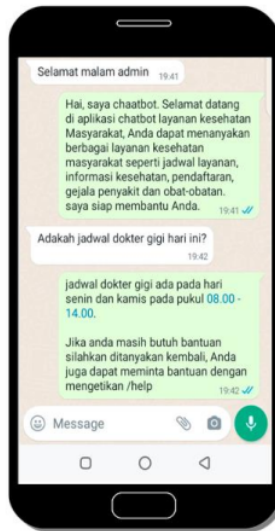 Selamat malam admin 19.41
Hai, saya chaatbot. Selamat datang
di aplikasi chatbot layanan kesehatan
Masyarakat, Anda dapat menanyakan
berbagai layanan kesehatan
masyarakat seperti jadwal layanan,
informasi kesehatan, pendaftaran,
gejala penyakit dan obat-obatan.
saya siap membantu Anda. 19.41
Adakah jadwal dokter gigi hari ini?
19.42
jadwal dokter gigi ada pada hari
senin dan kamis pada pukul 08.00 -
14.00.
Jika anda masih butuh bantuan
silahkan ditanyakan kembali, Anda
juga dapat meminta bantuan dengan
mengetikan /help
19.42
Message